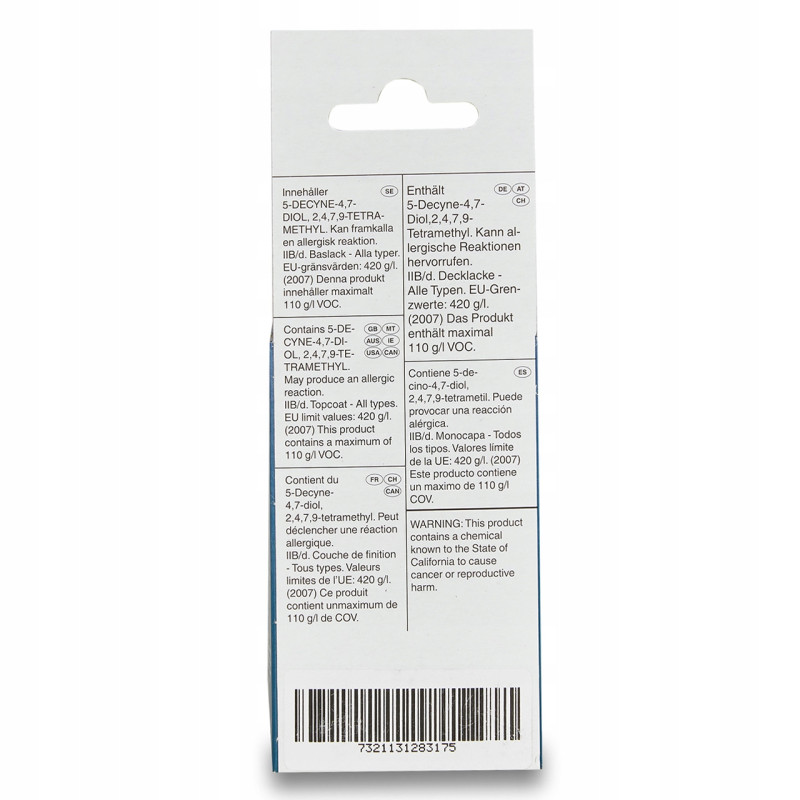 Innehåller
SE
5-DECYNE-4,7-
DIOL, 2,4,7,9-TETRA-
METHYL. Kan framkalla
en allergisk reaktion.
IIB/d. Baslack - Alla typer.
EU-gränsvärden: 420 g/l.
(2007) Denna produkt
innehåller maximalt
110 g/l VOC.
Contains 5-DE-
GB MT
CYNE-4,7-DI-
AUS IE
OL, 2,4,7,9-TE-
USA CAN
TRAMETHYL.
May produce an allergic
reaction.
IIB/d. Topcoat - All types.
EU limit values: 420 g/l.
(2007) This product
contains a maximum of
110 g/l VOC.
Contient du
FR CH
5-Decyne-
CAN
4,7-diol,
2,4,7,9-tetramethyl. Peut
déclencher une réaction
allergique.
IIB/d. Couche de finition
- Tous types. Valeurs
limites de l'UE: 420 g/l.
(2007) Ce produit
contient unmaximum de
110 g/l de COV.
Enthält
DE AT
5-Decyne-4,7-
CH
Diol,2,4,7,9-
Tetramethyl. Kann al-
lergische Reaktionen
hervorrufen.
IIB/d. Decklacke -
Alle Typen. EU-Gren-
zwerte: 420 g/l.
(2007) Das Produkt
enthält maximal
110 g/l VOC.
Contiene 5-de-
ES
cino-4,7-diol,
2,4,7,9-tetrametil. Puede
provocar una reacción
alérgica.
IIB/d. Monocapa - Todos
los tipos. Valores límite
de la UE: 420 g/l. (2007)
Este producto contiene
un maximo de 110 g/l
COV.
WARNING: This product
contains a chemical
known to the State of
California to cause
cancer or reproductive
harm.
7321131283175